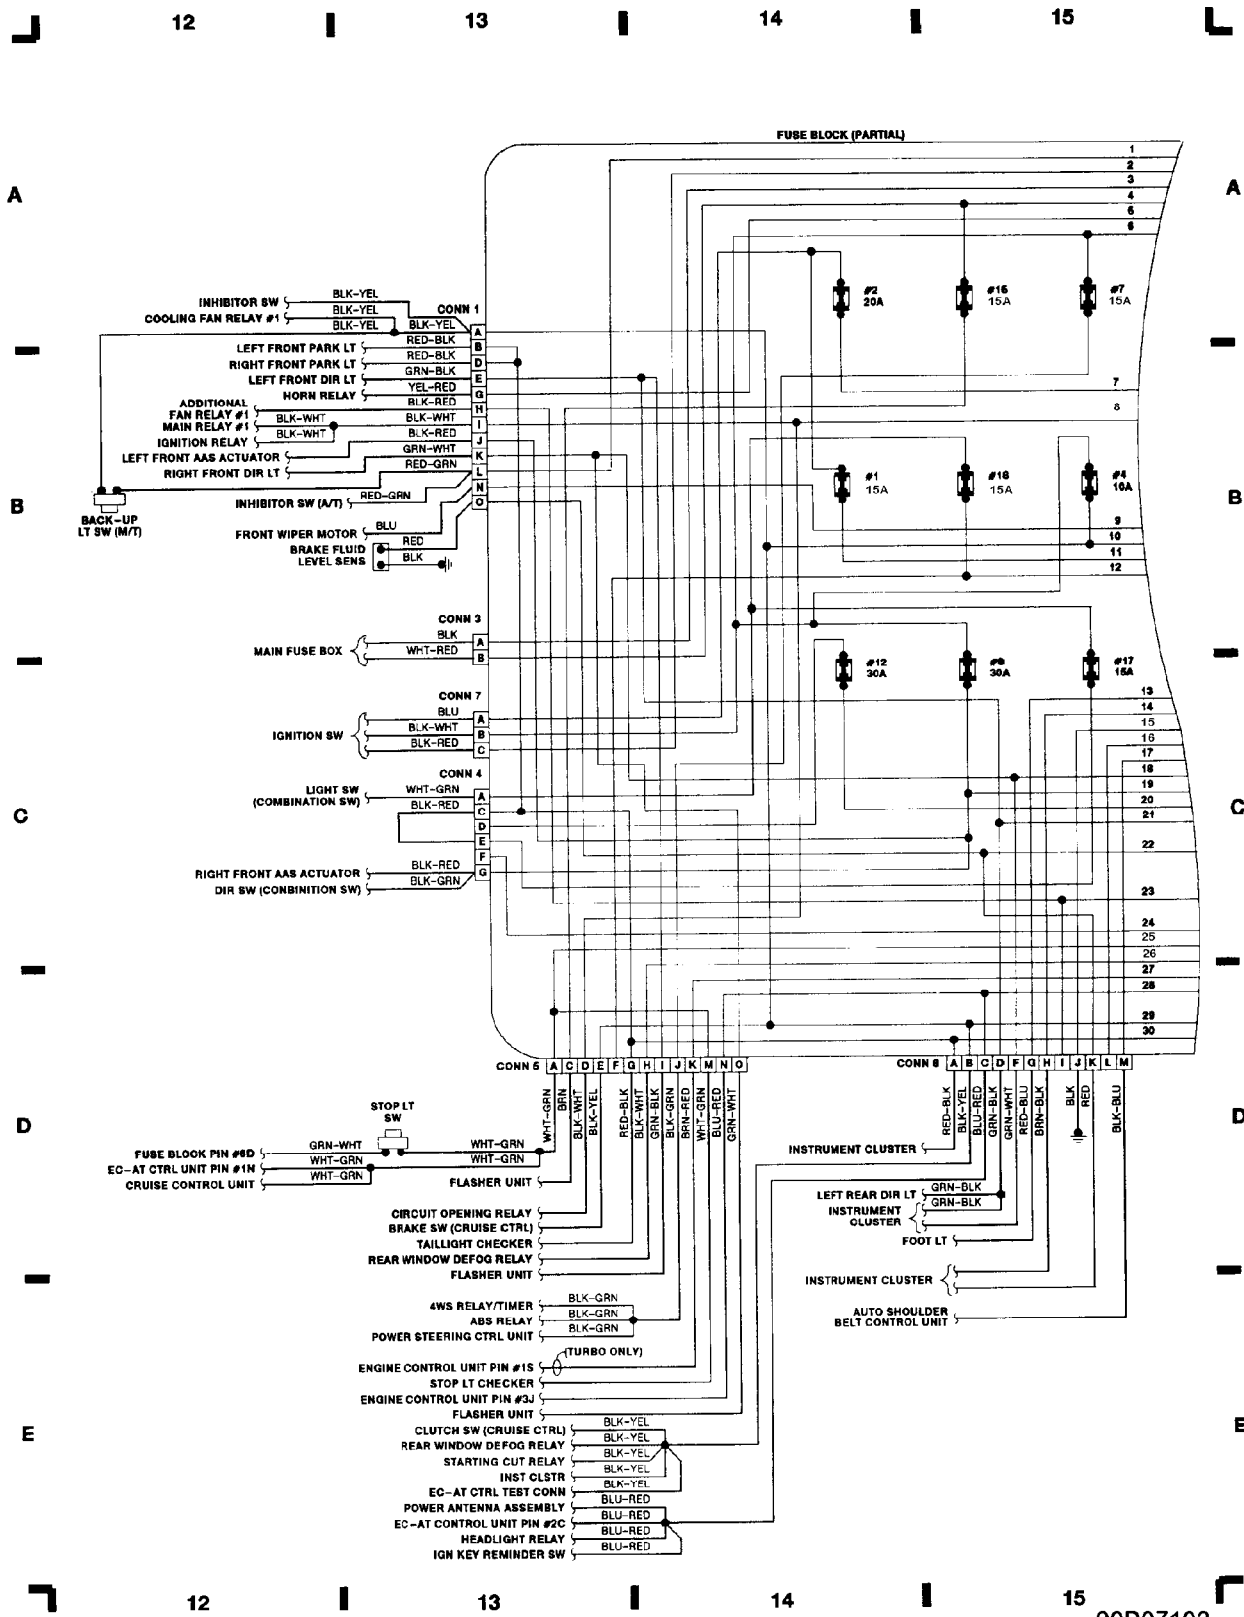 12 13 14 15
FUSE BLOCK (PARTIAL)
1
2
3
4
5
6
A A
#2
20A
#15
15A
#7
15A
INHIBITOR SW BLK-YEL
COOLING FAN RELAY #1 BLK-YEL
BLK-YEL BLK-YEL
CONN 1
A
LEFT FRONT PARK LT RED-BLK B
RIGHT FRONT PARK LT RED-BLK D
LEFT FRONT DIR LT GRN-BLK E
HORN RELAY YEL-RED G
ADDITIONAL
FAN RELAY #1 BLK-RED H
MAIN RELAY #1 BLK-WHT BLK-WHT I
IGNITION RELAY BLK-WHT
LEFT FRONT AAS ACTUATOR BLK-RED J
RIGHT FRONT DIR LT GRN-WHT K
RED-GRN L
INHIBITOR SW (A/T) RED-GRN N
O
BACK-UP
LT SW (M/T)
FRONT WIPER MOTOR BLU
BRAKE FLUID
LEVEL SENS
RED
BLK
7
8
B B
#1
15A
#18
15A
#4
10A
9
10
11
12
CONN 3
MAIN FUSE BOX
BLK A
WHT-RED B
#12
30A
#17
15A
30A
13
14
15
16
17
18
19
20
21
22
23
24
25
26
27
28
29
30
CONN 7
IGNITION SW
BLU A
BLK-WHT B
BLK-RED C
CONN 4
LIGHT SW
(COMBINATION SW)
WHT-GRN A
BLK-RED C
D
E
F
G
C C
RIGHT FRONT AAS ACTUATOR BLK-RED
DIR SW (CONBINITION SW) BLK-GRN
CONN 5 A C D E F G H I J K M N O
CONN 6 A B C D F G H I J K L M
WHT-GRN
BRN
BLK-WHT
BLK-YEL
RED-BLK
BLK-WHT
GRN-BLK
BLK-GRN
BRN-RED
WHT-GRN
BLU-RED
GRN-WHT
RED-BLK
BLK-YEL
BLU-RED
GRN-BLK
GRN-WHT
RED-BLU
BRN-BLK
BLK
RED
BLK-BLU
D D
STOP LT
SW
FUSE BLOCK PIN #6D GRN-WHT WHT-GRN
EC-AT CTRL UNIT PIN #1N WHT-GRN WHT-GRN
CRUISE CONTROL UNIT WHT-GRN
FLASHER UNIT
CIRCUIT OPENING RELAY
BRAKE SW (CRUISE CTRL)
TAILLIGHT CHECKER
REAR WINDOW DEFOG RELAY
FLASHER UNIT
INSTRUMENT CLUSTER
LEFT REAR DIR LT GRN-BLK
INSTRUMENT
CLUSTER
GRN-BLK
FOOT LT
INSTRUMENT CLUSTER
AUTO SHOULDER
BELT CONTROL UNIT
4WS RELAY/TIMER BLK-GRN
ABS RELAY BLK-GRN
POWER STEERING CTRL UNIT BLK-GRN
(TURBO ONLY)
ENGINE CONTROL UNIT PIN #1S
STOP LT CHECKER
ENGINE CONTROL UNIT PIN #3J
FLASHER UNIT
E E
CLUTCH SW (CRUISE CTRL) BLK-YEL
REAR WINDOW DEFOG RELAY BLK-YEL
STARTING CUT RELAY BLK-YEL
INST CLSTR BLK-YEL
EC-AT CTRL TEST CONN BLK-YEL
POWER ANTENNA ASSEMBLY BLU-RED
EC-AT CONTROL UNIT PIN #2C BLU-RED
HEADLIGHT RELAY BLU-RED
IGN KEY REMINDER SW BLU-RED
12 13 14 15